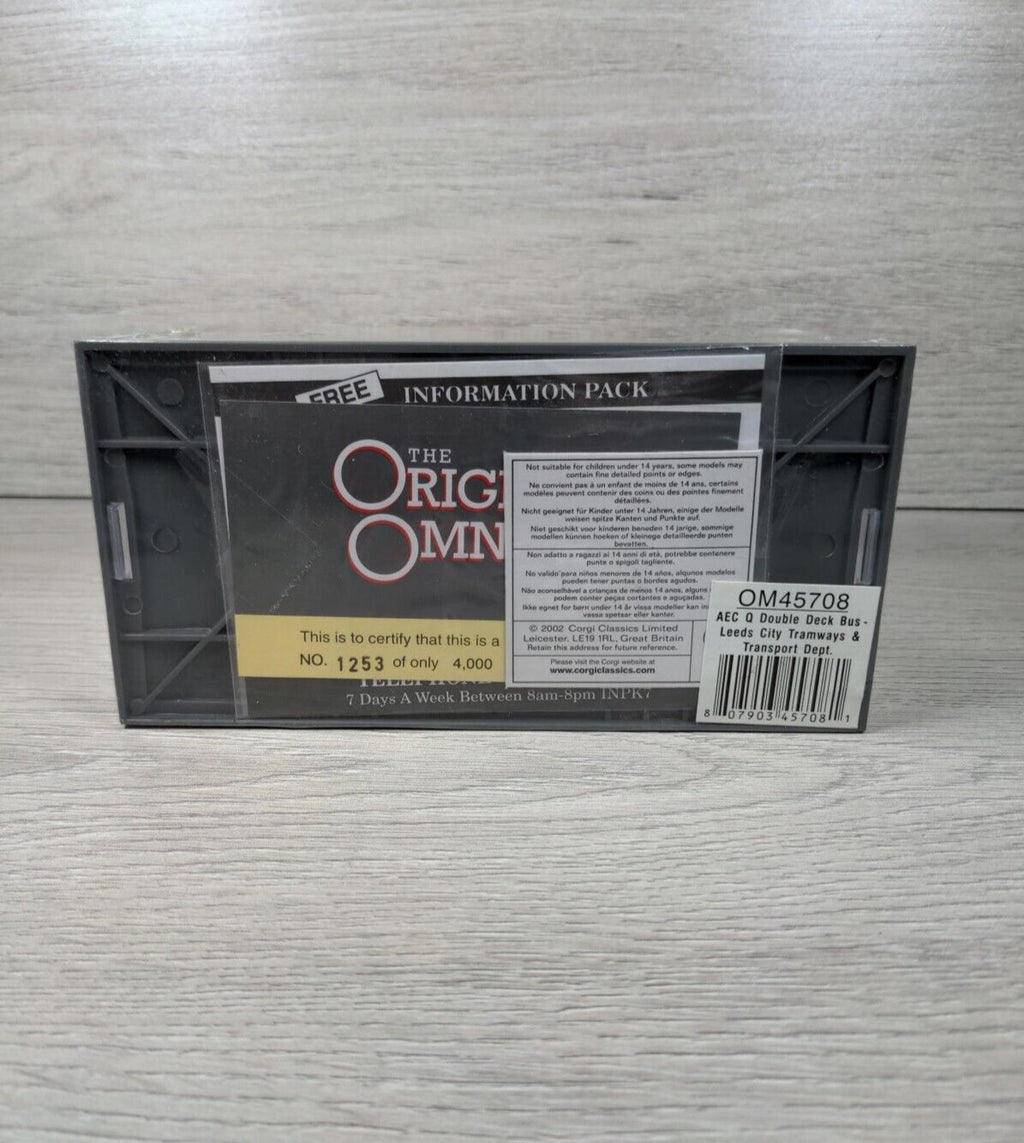 FREE
INFORMATION PACK
THE
ORIGI
OMN
This is to certify that this is a
NO. 1253 of only 4,000
7 Days A Week Between 8am-8pm INPK7
Not suitable for children under 14 years, some models may
contain fine detailed points or edges.
Ne convient pas à un enfant de moins de 14 ans, certains
modèles peuvent contenir des coins ou des pointes finement
détaillées.
Nicht geeignet für Kinder unter 14 Jahren, einige der Modelle
weisen spitze Kanten und Punkte auf.
Niet geschikt voor kinderen beneden 14 jarige, sommige
modellen künnen hoeken of kleinege detailleerde punten
bevatten.
Non adatto a ragazzi ai 14 anni di età, potrebbe contenere
punte o spigoli tagliente.
No valido para niños menores de 14 años, algunos modelos
pueden tener puntas o bordes agudos.
Não aconselhável a crianças de menos 14 anos, alguns
podem conter peças cortantes e aguçadas.
Ikke egnet for børn under 14 år vissa modeller kan in
vassa spetsar eller kanter.
© 2002 Corgi Classics Limited
Leicester. LE19 1RL, Great Britain
Retain this address for future reference.
Please visit the Corgi website at
www.corgiclassics.com
OM45708
AEC Q Double Deck Bus -
Leeds City Tramways &
Transport Dept.
8 07903 45708 1